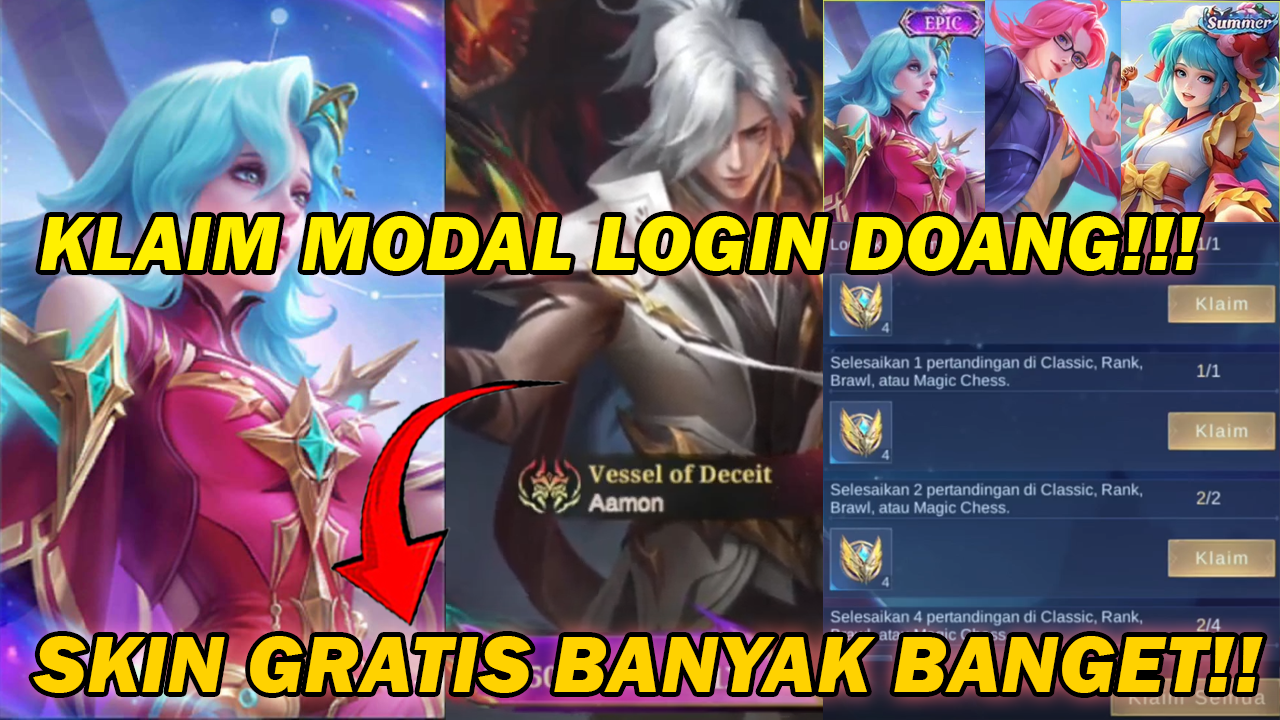 EPIC
Summer
KLAIM MODAL LOGIN DOANG!!!
1/1
4
Klaim
Selesaikan 1 pertandingan di Classic, Rank,
Brawl, atau Magic Chess.
1/1
4
Klaim
Vessel of Deceit
Aamon
Selesaikan 2 pertandingan di Classic, Rank,
Brawl, atau Magic Chess.
2/2
4
Klaim
Selesaikan 4 pertandingan di Classic, Rank,
Brawl, atau Magic Chess.
2/4
SKIN GRATIS BANYAK BANGET!!
Klaim Semua